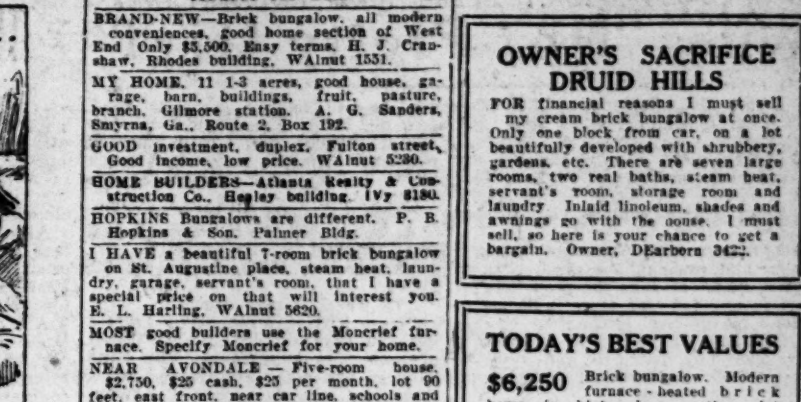 BRAND-NEW—Brick bungalow, all modern
conveniences, good home section of West
End Only $5,500. Easy terms. H. J. Cran-
shaw, Rhodes building. WAlnut 1551.
MY HOME, 11 1-3 acres, good house, ga-
rage, barn, buildings, fruit, pasture,
branch. Gilmore station. A. G. Sanders,
Smyrna, Ga., Route 2, Box 192.
GOOD investment, duplex, Fulton street,
Good income, low price. WAlnut 5280.
HOME BUILDERS—Atlanta Realty & Con-
struction Co., Healey building. IVy 8180.
HOPKINS Bungalows are different. P. B.
Hopkins & Son. Palmer Bldg.
I HAVE a beautiful 7-room brick bungalow
on St. Augustine place, steam heat, laun-
dry, garage, servant's room, that I have a
special price on that will interest you.
E. L. Harling, WAlnut 5620.
MOST good builders use the Moncrief fur-
nace. Specify Moncrief for your home.
NEAR AVONDALE — Five-room house,
$2,750, $25 cash, $25 per month, lot 90
feet, east front, near car line, schools and
OWNER'S SACRIFICE
DRUID HILLS
FOR financial reasons I must sell
my cream brick bungalow at once.
Only one block from car, on a lot
beautifully developed with shrubbery,
gardens, etc. There are seven large
rooms, two real baths, steam heat,
servant's room, storage room and
laundry Inlaid linoleum, shades and
awnings go with the house. I must
sell, so here is your chance to get a
bargain. Owner, DEarborn
TODAY'S BEST VALUES
$6,250 Brick bungalow. Modern
furnace-heated brick